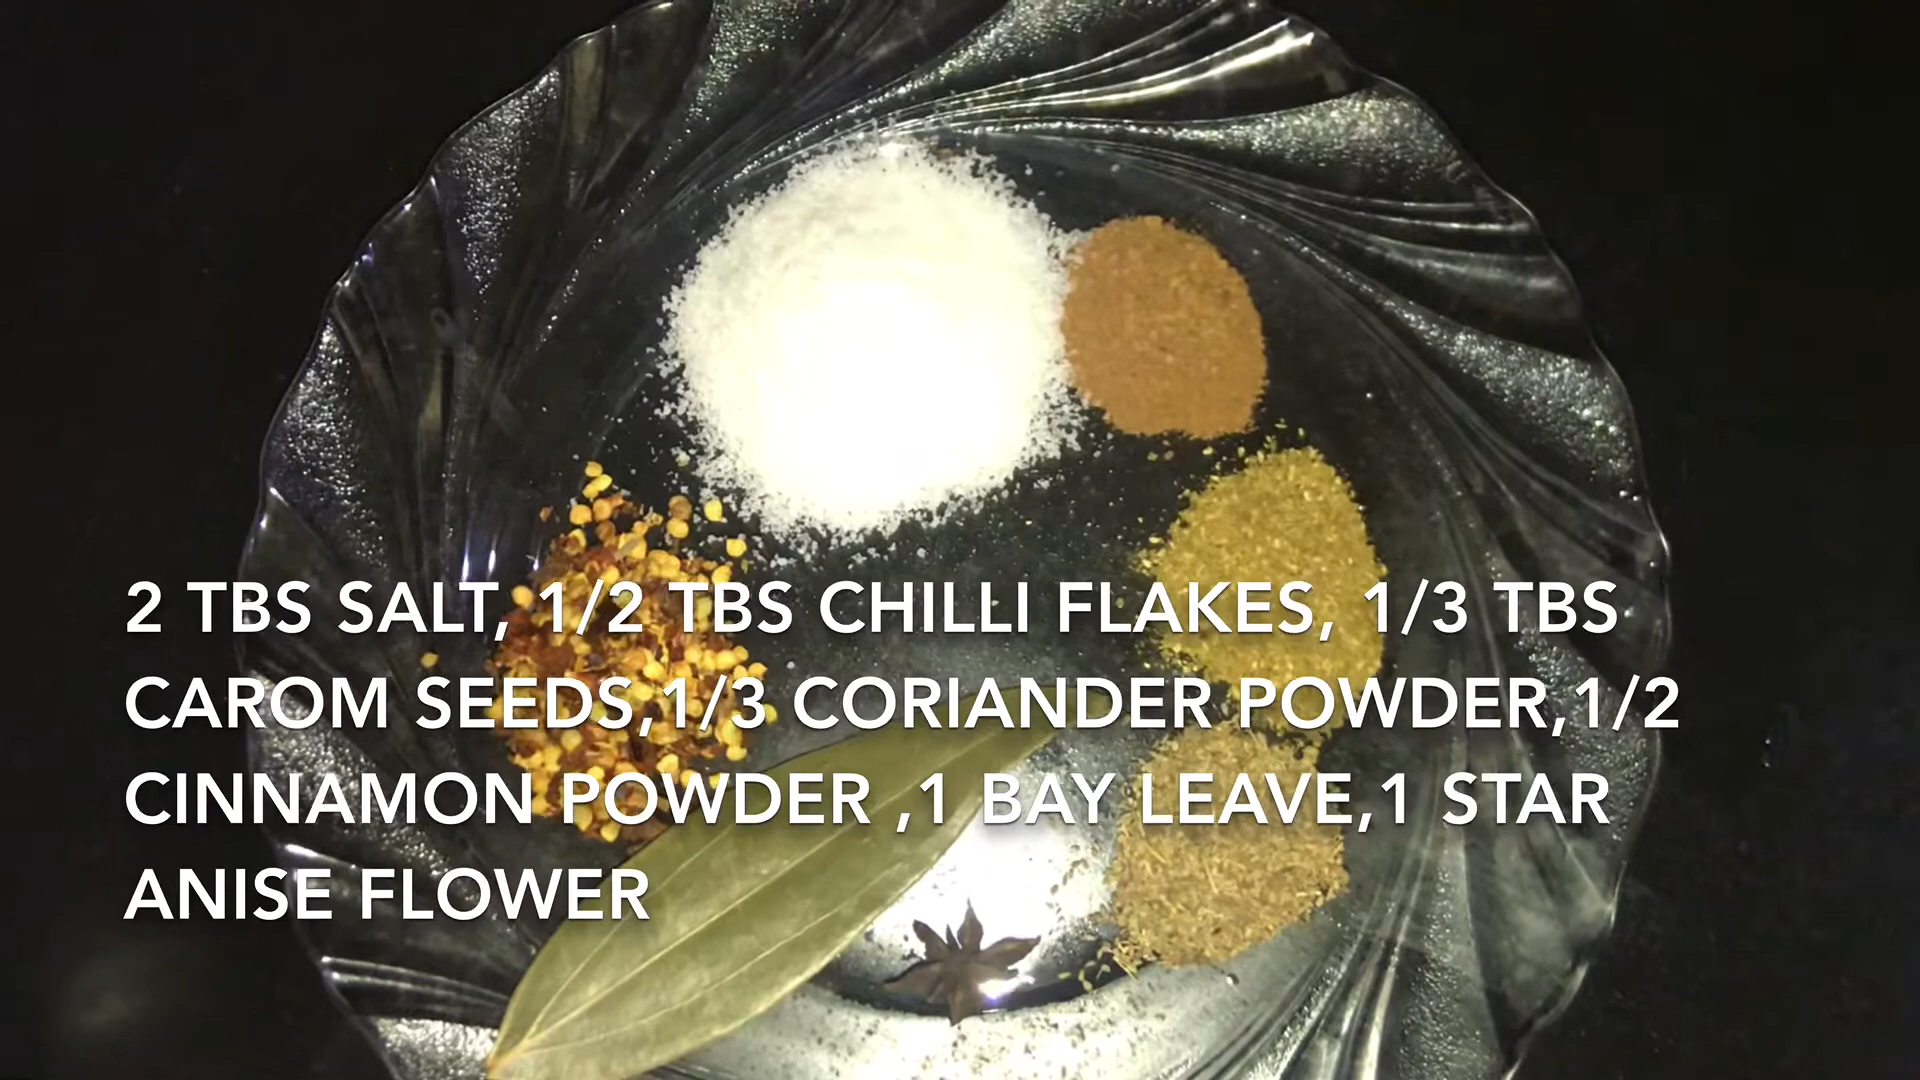 2 TBS SALT, 1/2 TBS CHILLI FLAKES, 1/3 TBS
CAROM SEEDS,1/3 CORIANDER POWDER,1/2
CINNAMON POWDER ,1 BAY LEAVE,1 STAR
ANISE FLOWER